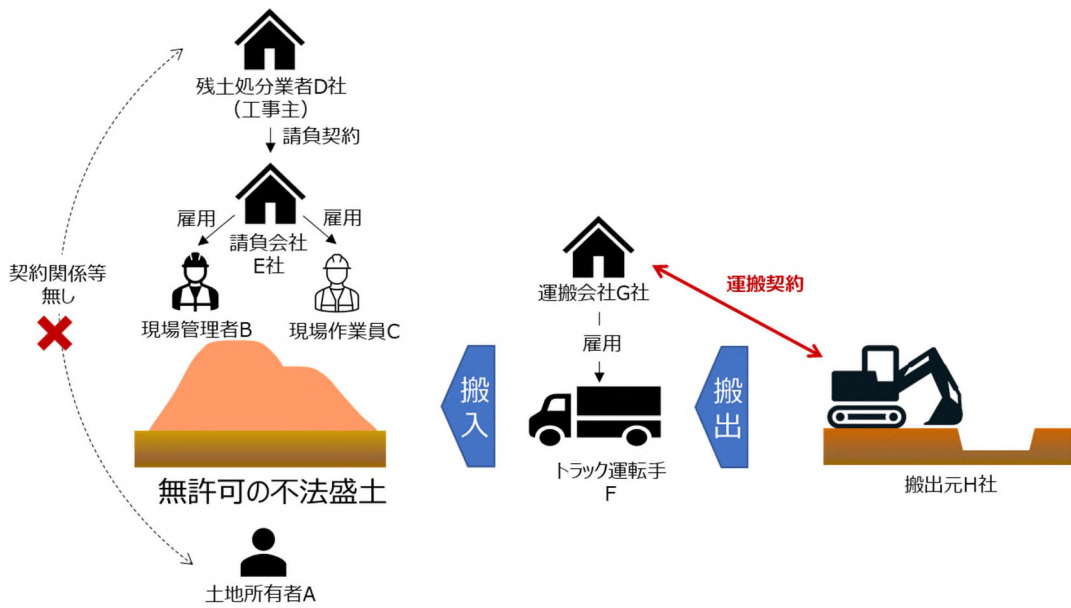 残土処分業者D社
（工事主）
請負契約
雇用
雇用
請負会社
E社
契約関係等
無し
現場管理者B
現場作業員C
無許可の不法盛土
土地所有者A
搬入
運搬会社G社
雇用
トラック運転手
F
搬出
運搬契約
搬出元H社